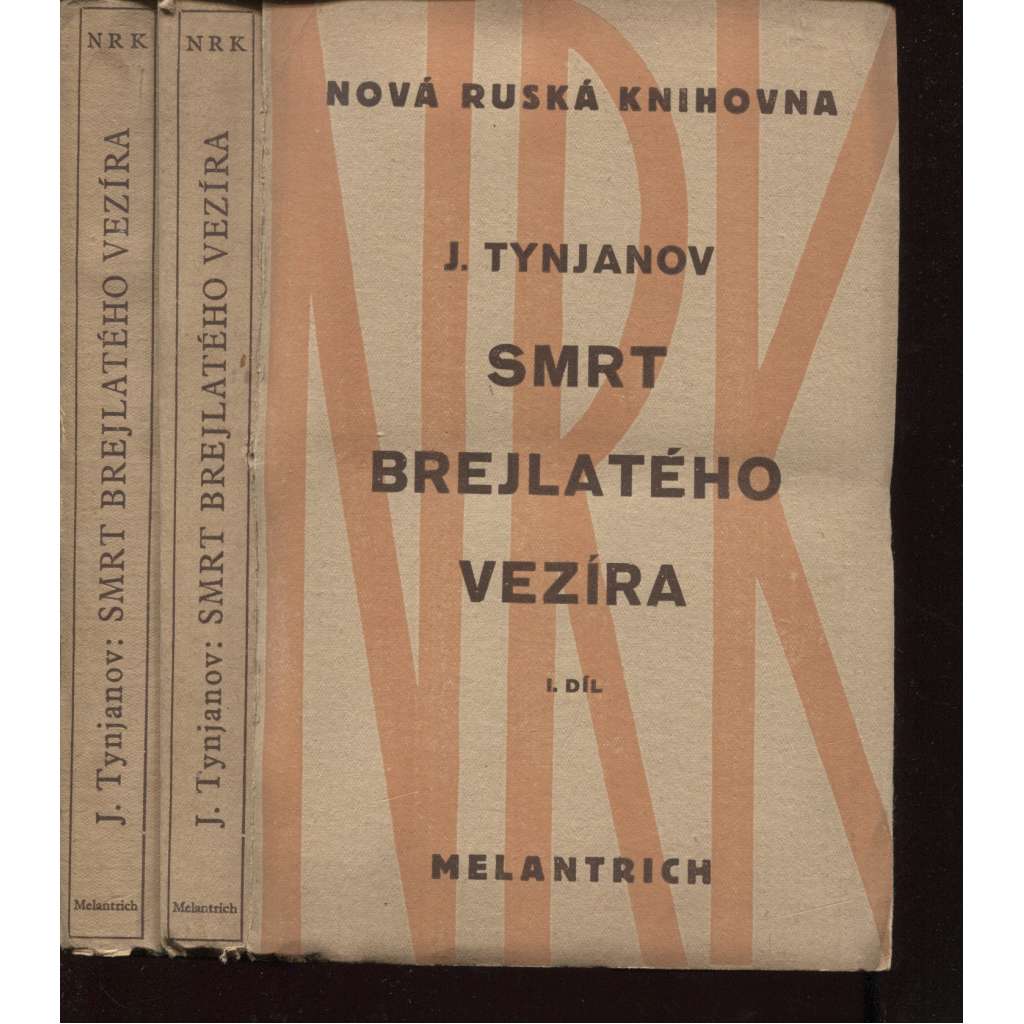 NRK
J. Tynjanov: SMRT BREJLATÉHO VEZÍRA
Melantrich
NRK
J. Tynjanov: SMRT BREJLATÉHO VEZÍRA
Melantrich
NRK
NOVÁ RUSKÁ KNIHOVNA
J. TYNJANOV
SMRT
BREJLATÉHO
VEZÍRA
I. DÍL
MELANTRICH